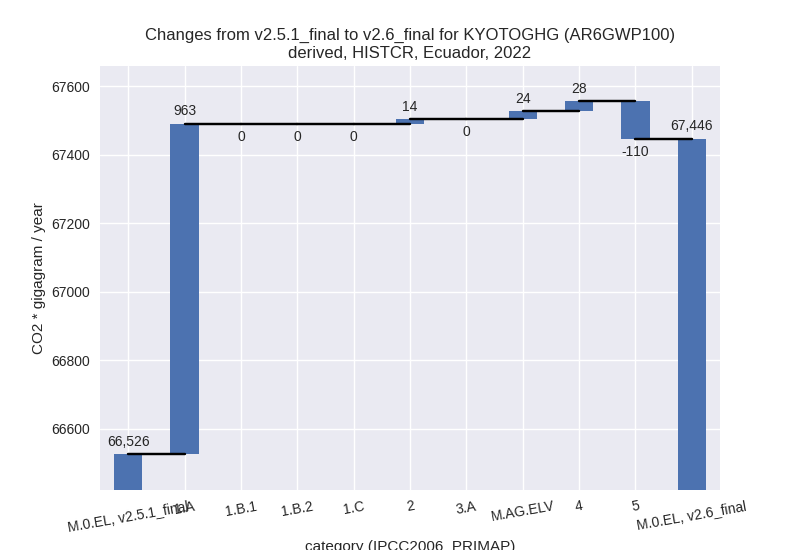 Changes from v2.5.1_final to v2.6_final for KYOTOGHG (AR6GWP100)
derived, HISTCR, Ecuador, 2022
CO2 * gigagram / year
67600
67400
67200
67000
66800
66600
66,526
963
0
0
0
14
0
24
28
-110
67,446
M.0.EL, v2.5.1_final
1.A
1.B.1
1.B.2
1.C
2
3.A
M.AG.ELV
4
5
M.0.EL, v2.6_final
category (IPCC2006_PRIMAP)